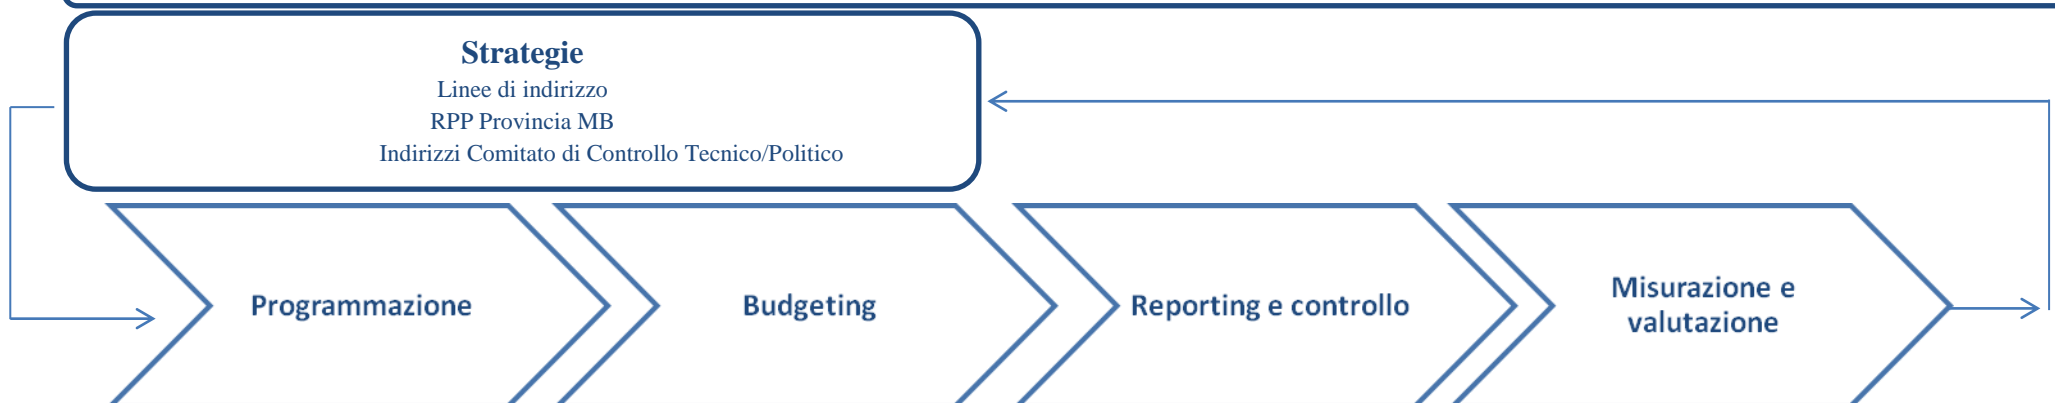 Strategie
Linee di indirizzo
RPP Provincia MB
Indirizzi Comitato di Controllo Tecnico/Politico
Programmazione
Budgeting
Reporting e controllo
Misurazione e
valutazione